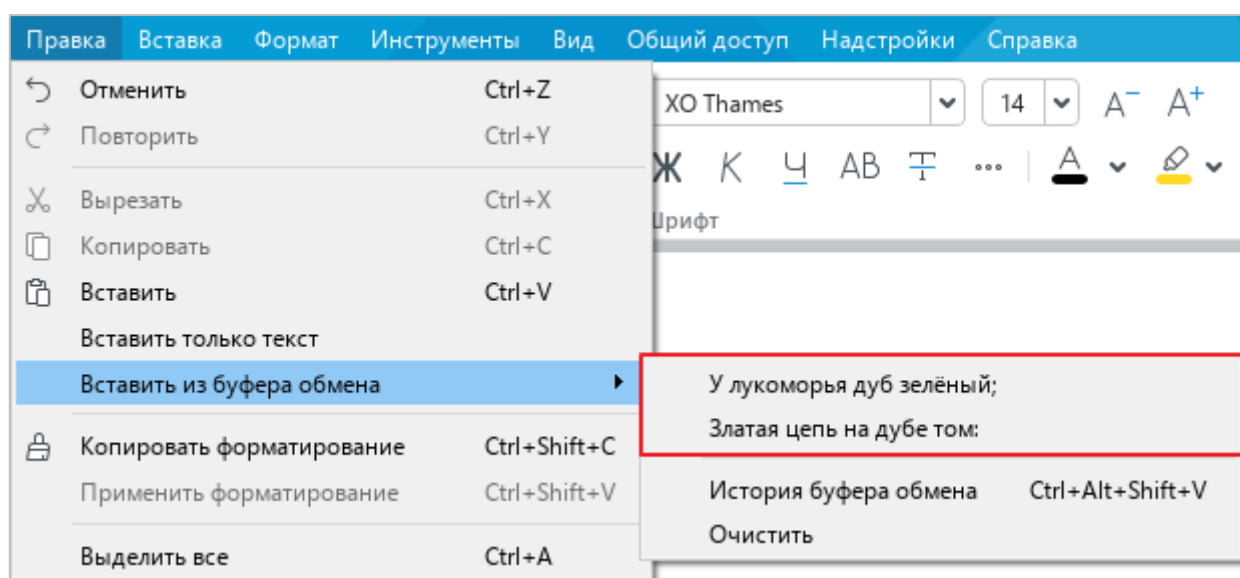 Правка Вставка Формат Инструменты Вид Общий доступ Надстройки Справка
Отменить Ctrl+Z
Повторить Ctrl+Y
Вырезать Ctrl+X
Копировать Ctrl+C
Вставить Ctrl+V
Вставить только текст
Вставить из буфера обмена
Копировать форматирование Ctrl+Shift+C
Применить форматирование Ctrl+Shift+V
Выделить все Ctrl+A
XO Thames 14 A− A+
Ж К Ч АВ Т ... А
Шрифт
У лукоморья дуб зелёный;
Златая цепь на дубе том:
История буфера обмена Ctrl+Alt+Shift+V
Очистить